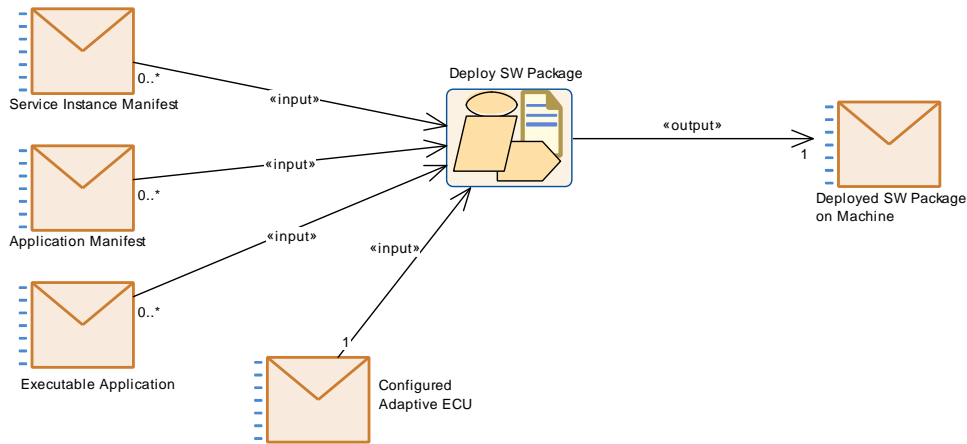 Deploy SW Package
0..*
Service Instance Manifest
«input»
«output»
1
0..*
«input»
Deployed SW Package
on Machine
Application Manifest
«input»
«input»
0..*
1
Executable Application
Configured
Adaptive ECU